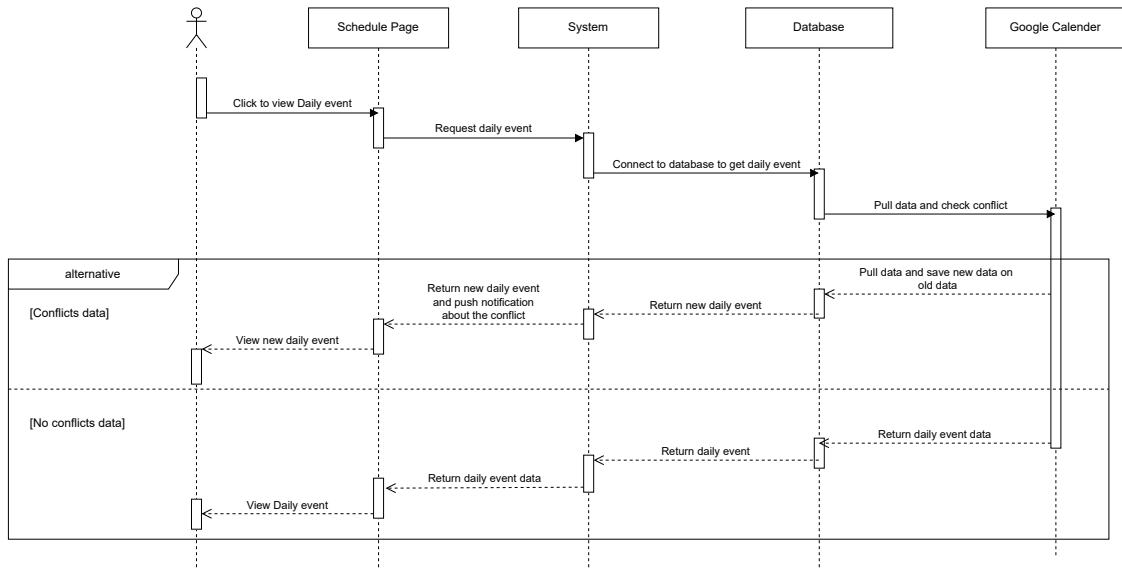 Schedule Page
System
Database
Google Calender
Click to view Daily event
Request daily event
Connect to database to get daily event
Pull data and check conflict
alternative
[Conflicts data]
Pull data and save new data on
old data
Return new daily event
Return new daily event
and push notification
about the conflict
View new daily event
[No conflicts data]
Return daily event data
Return daily event
Return daily event data
View Daily event